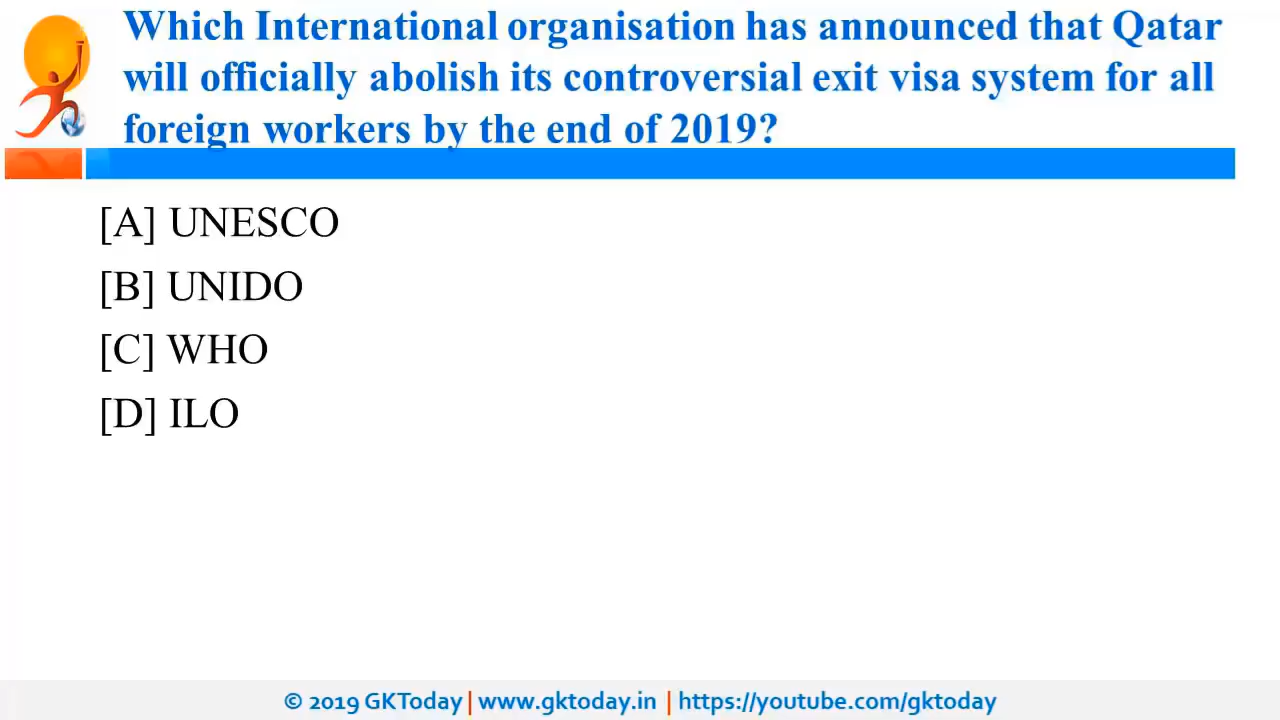 Which International organisation has announced that Qatar
will officially abolish its controversial exit visa system for all
foreign workers by the end of 2019?
[A] UNESCO
[B] UNIDO
[C] WHO
[D] ILO
© 2019 GKToday | www.gktoday.in | https://youtube.com/gktoday